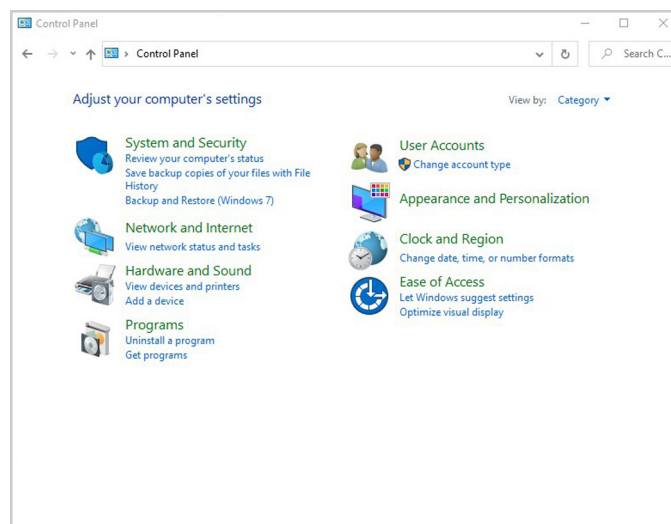 Control Panel
Control Panel
Search C...
Adjust your computer's settings
View by: Category
System and Security
Review your computer's status
Save backup copies of your files with File
History
Backup and Restore (Windows 7)
Network and Internet
View network status and tasks
Hardware and Sound
View devices and printers
Add a device
Programs
Uninstall a program
Get programs
User Accounts
Change account type
Appearance and Personalization
Clock and Region
Change date, time, or number formats
Ease of Access
Let Windows suggest settings
Optimize visual display